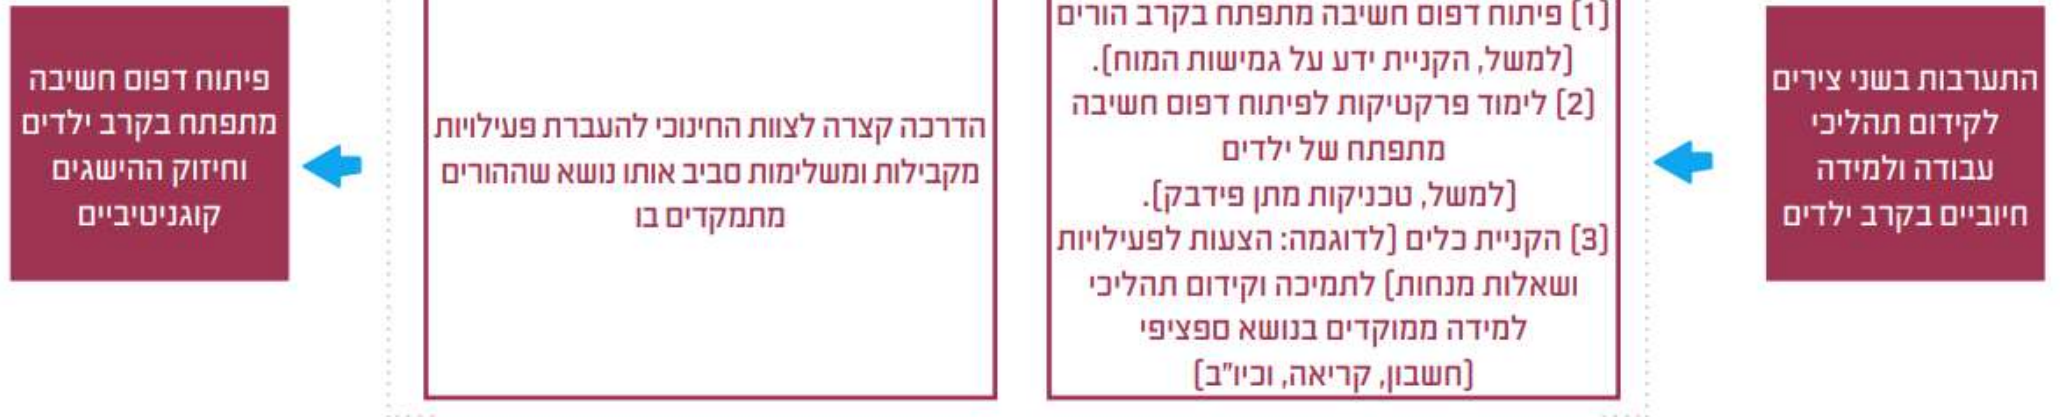 התערבות בשני צירים
לקידום תהליכי
עבודה ולמידה
חיוביים בקרב ילדים
(1) פיתוח דפוס חשיבה מתפתח בקרב הורים
(למשל, הקניית ידע על גמישות המוח).
(2) לימוד פרקטיקות לפיתוח דפוס חשיבה
מתפתח של ילדים
(למשל, טכניקות מתן פידבק).
(3) הקניית כלים (לדוגמה: הצעות לפעילויות
ושאלות מנחות) לתמיכה וקידום תהליכי
למידה ממוקדים בנושא ספציפי
(חשבון, קריאה, וכיו"ב)
הדרכה קצרה לצוות החינוכי להעברת פעילויות
מקבילות ומשלימות סביב אותו נושא שההורים
מתמקדים בו
פיתוח דפוס חשיבה
מתפתח בקרב ילדים
וחיזוק ההישגים
קוגניטיביים